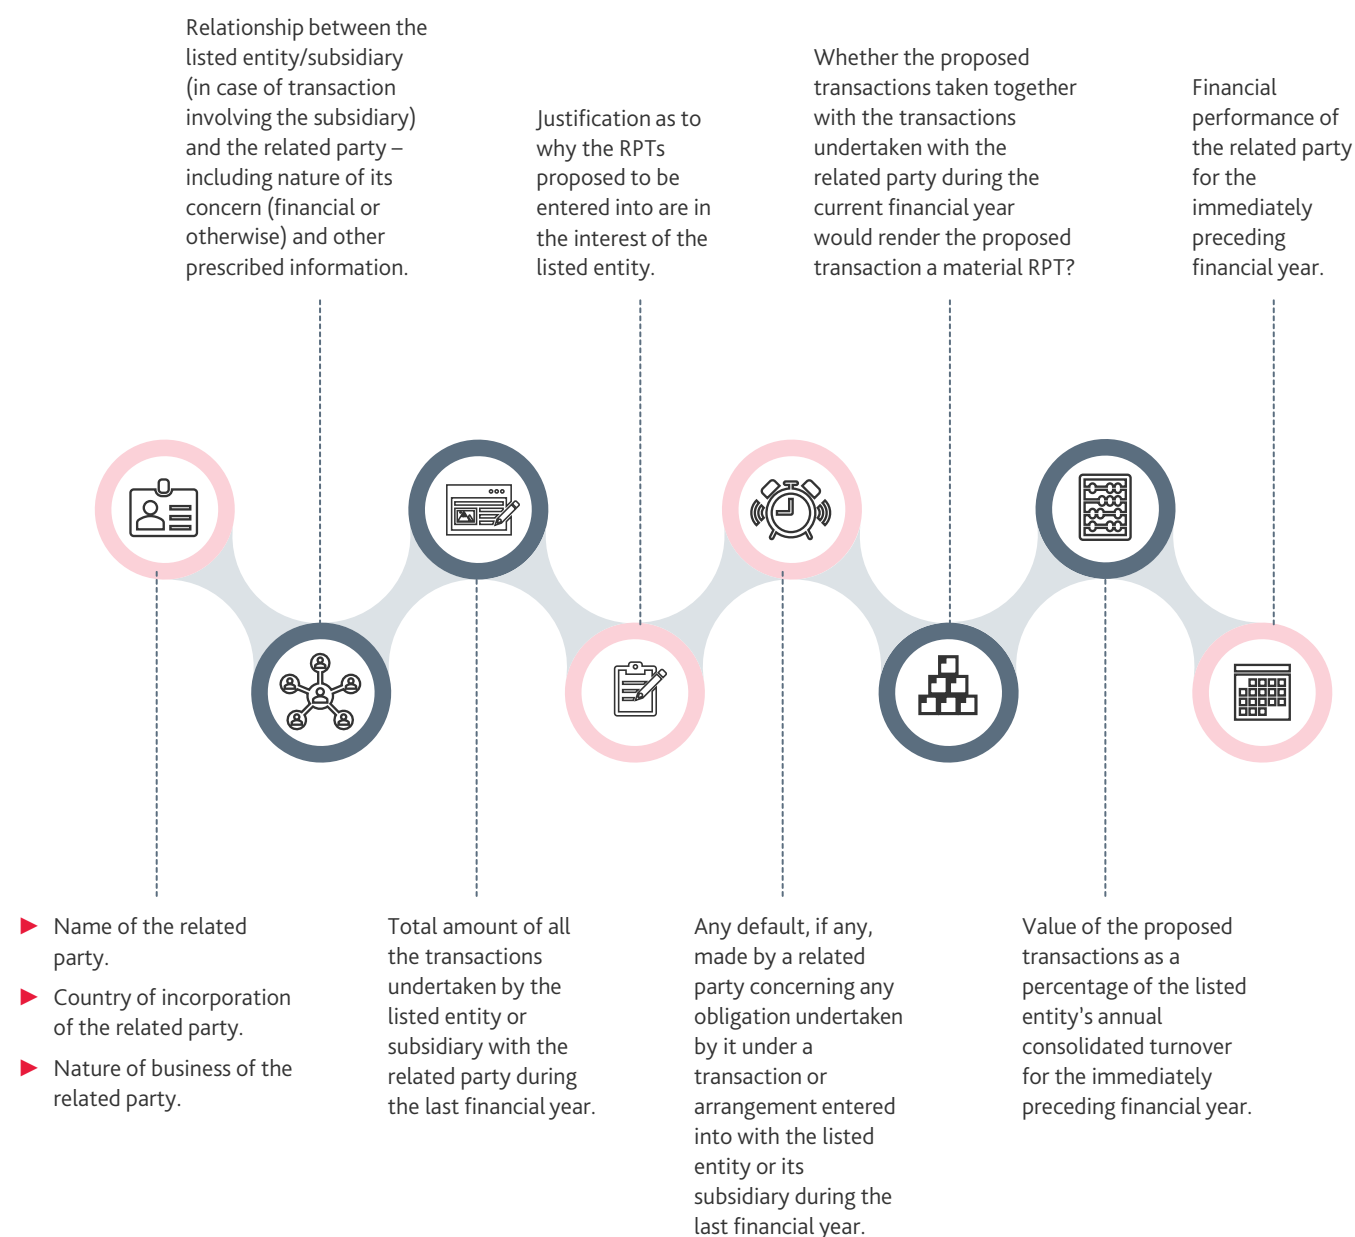 Relationship between the
listed entity/subsidiary
(in case of transaction
involving the subsidiary)
and the related party –
including nature of its
concern (financial or
otherwise) and other
prescribed information.
Justification as to
why the RPTs
proposed to be
entered into are in
the interest of the
listed entity.
Whether the proposed
transactions taken together
with the transactions
undertaken with the
related party during the
current financial year
would render the proposed
transaction a material RPT?
Financial
performance of
the related party
for the
immediately
preceding
financial year.
Name of the related
party.
Country of incorporation
of the related party.
Nature of business of the
related party.
Total amount of all
the transactions
undertaken by the
listed entity or
subsidiary with the
related party during
the last financial year.
Any default, if any,
made by a related
party concerning any
obligation undertaken
by it under a
transaction or
arrangement entered
into with the listed
entity or its
subsidiary during the
last financial year.
Value of the proposed
transactions as a
percentage of the listed
entity's annual
consolidated turnover
for the immediately
preceding financial year.